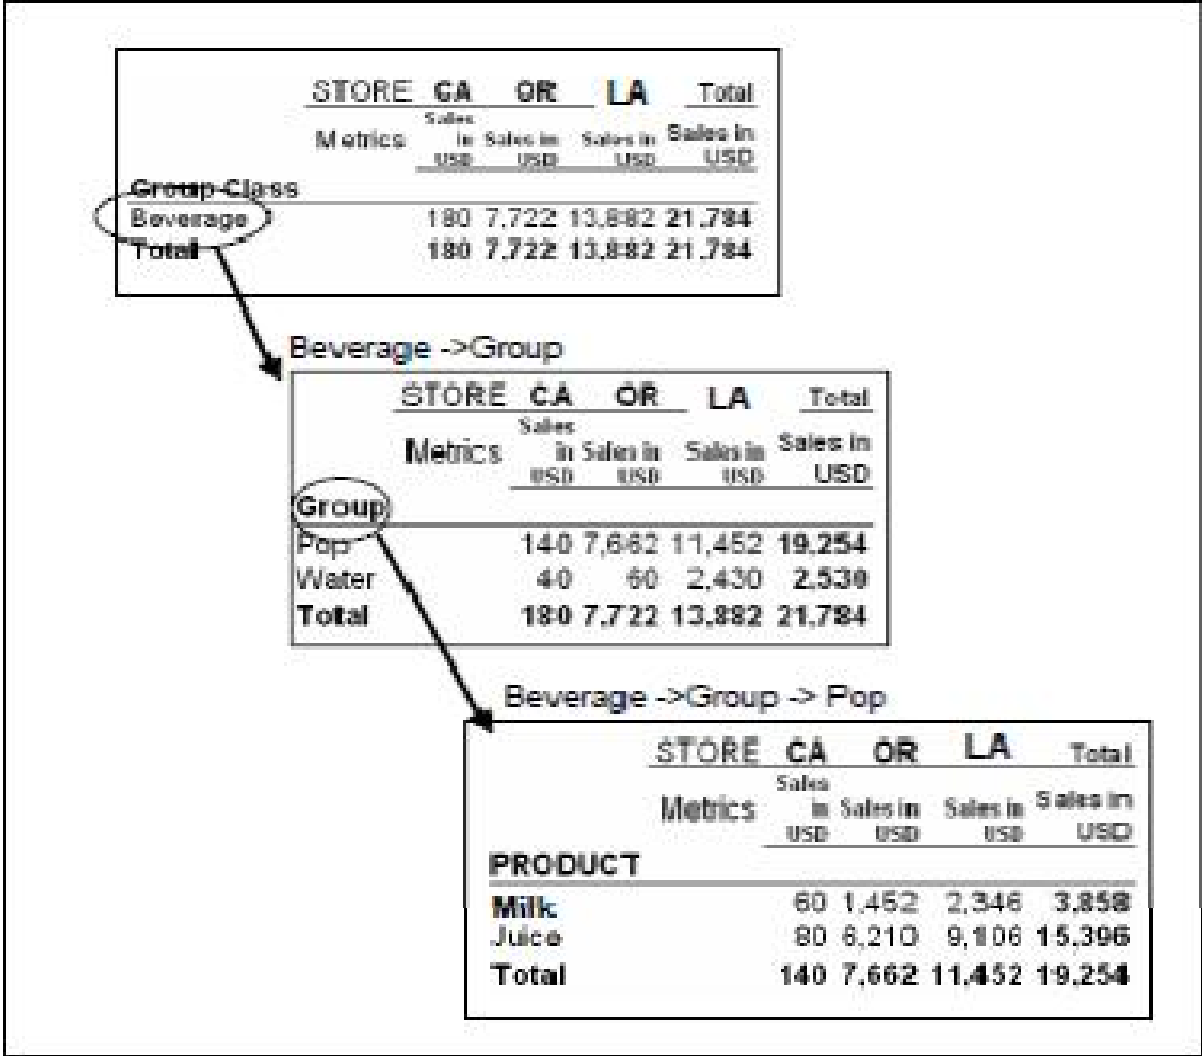 STORE CA OR LA Total
Metrics Sales in USD Sales in USD Sales in USD Sales in USD
Group Class
Beverage 180 7,722 13,882 21,784
Total 180 7,722 13,882 21,784
Beverage ->Group
STORE CA OR LA Total
Metrics Sales in USD Sales in USD Sales in USD Sales in USD
Group
Pop 140 7,662 11,452 19,254
Water 40 60 2,430 2,530
Total 180 7,722 13,882 21,784
Beverage ->Group -> Pop
STORE CA OR LA Total
Metrics Sales in USD Sales in USD Sales in USD Sales in USD
PRODUCT
Milk 60 1,452 2,346 3,858
Juice 80 6,210 9,106 15,396
Total 140 7,662 11,452 19,254